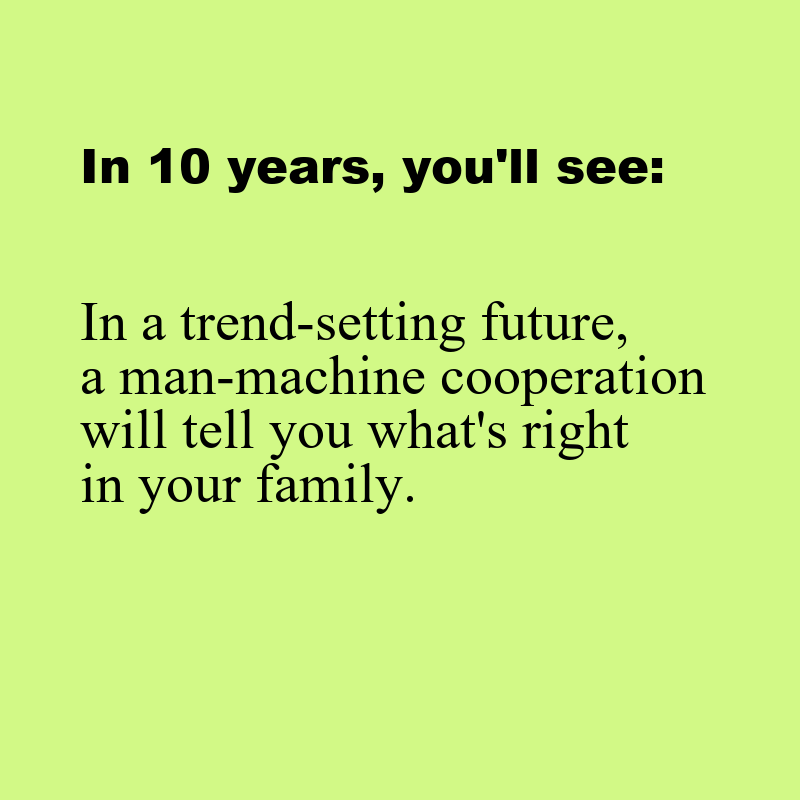 In 10 years, you'll see:
In a trend-setting future,
a man-machine cooperation
will tell you what's right
in your family.